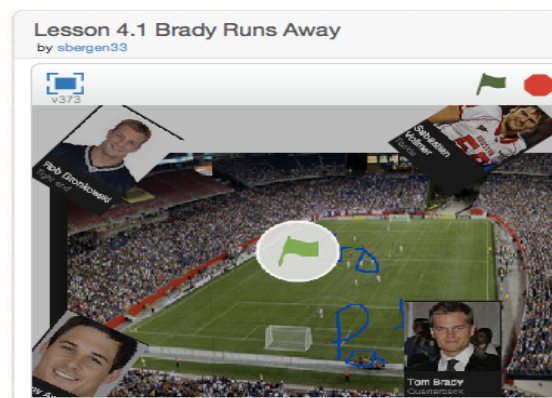 Lesson 4.1 Brady Runs Away
by sbergen33
v373
Rob Gronkowski
Tight end
Sebastian
Vollmer
Tackle
Tom Brady
Quarterback